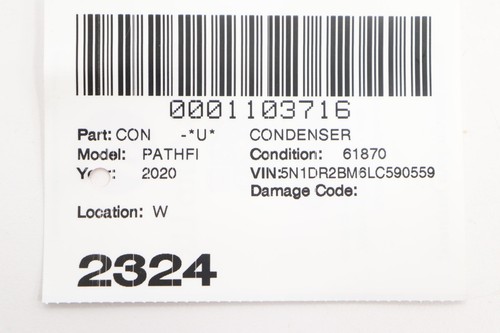 0001103716
Part: CON -*U* CONDENSER
Model: PATHFI Condition: 61870
2020 VIN:5N1DR2BM6LC590559
Damage Code:
Location: W
2324